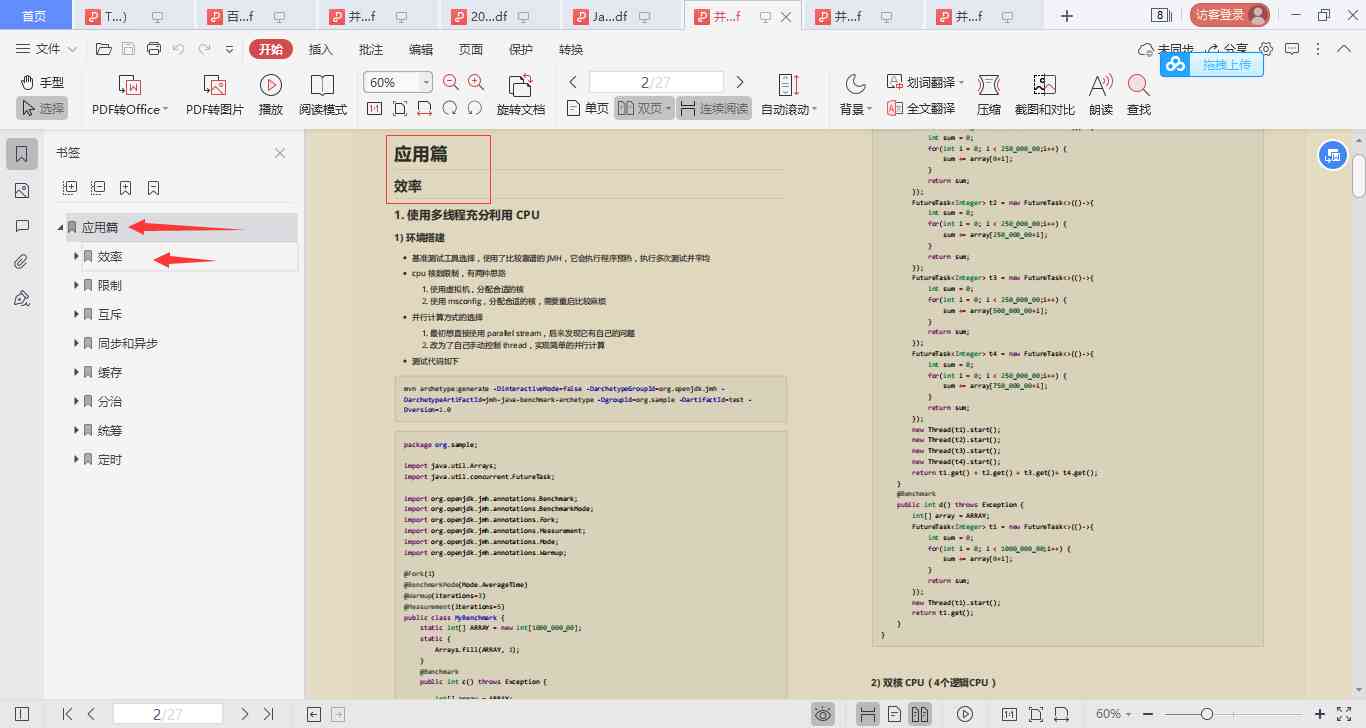 首页
T...)
百...f
并...f
20...df
Ja...df
并...f
并...f
并...f
8
访客登录
文件
开始
插入
批注
编辑
页面
保护
转换
未同步
分享
拖拽上传
手型
选择
PDF转Office
PDF转图片
播放
阅读模式
60%
旋转文档
2/27
单页
双页
连续阅读
自动滚动
背景
划词翻译
全文翻译
压缩
截图和对比
朗读
查找
书签
应用篇
效率
限制
互斥
同步和异步
缓存
分治
统筹
定时
应用篇
效率
1. 使用多线程充分利用 CPU
1) 环境搭建
基准测试工具选择，使用了比较靠谱的 JMH，它会执行程序预热，执行多次测试并平均
cpu 核数限制，有两种思路
1. 使用虚拟机，分配合适的核
2. 使用 msconfig，分配合适的核，需要重启比较麻烦
并行计算方式的选择
1. 最初想直接使用 parallel stream，后来发现它有自己的问题
2. 改为了自己手动控制 thread，实现简单的并行计算
测试代码如下
mvn archetype:generate -DinteractiveMode=false -DarchetypeGroupId=org.openjdk.jmh -
DarchetypeArtifactId=jmh-java-benchmark-archetype -DgroupId=org.sample -DartifactId=test -
Dversion=1.0
package org.sample;
import java.util.Arrays;
import java.util.concurrent.FutureTask;
import org.openjdk.jmh.annotations.Benchmark;
import org.openjdk.jmh.annotations.BenchmarkMode;
import org.openjdk.jmh.annotations.Fork;
import org.openjdk.jmh.annotations.Measurement;
import org.openjdk.jmh.annotations.Mode;
import org.openjdk.jmh.annotations.Warmup;
@Fork(1)
@BenchmarkMode(Mode.AverageTime)
@Warmup(iterations=3)
@Measurement(iterations=5)
public class MyBenchmark {
static int[] ARRAY = new int[1000_000_00];
static {
Arrays.fill(ARRAY, 1);
}
@Benchmark
public int c() throws Exception {
int[] array = ARRAY;
int sum = 0;
for(int i = 0; i < 250_000_00;i++) {
sum += array[0+i];
}
return sum;
});
FutureTask<Integer> t2 = new FutureTask<>(()->{
int sum = 0;
for(int i = 0; i < 250_000_00;i++) {
sum += array[250_000_00+i];
}
return sum;
});
FutureTask<Integer> t3 = new FutureTask<>(()->{
int sum = 0;
for(int i = 0; i < 250_000_00;i++) {
sum += array[500_000_00+i];
}
return sum;
});
FutureTask<Integer> t4 = new FutureTask<>(()->{
int sum = 0;
for(int i = 0; i < 250_000_00;i++) {
sum += array[750_000_00+i];
}
return sum;
});
new Thread(t1).start();
new Thread(t2).start();
new Thread(t3).start();
new Thread(t4).start();
return t1.get() + t2.get() + t3.get()+ t4.get();
}
@Benchmark
public int d() throws Exception {
int[] array = ARRAY;
FutureTask<Integer> t1 = new FutureTask<>(()->{
int sum = 0;
for(int i = 0; i < 1000_000_00;i++) {
sum += array[0+i];
}
return sum;
});
new Thread(t1).start();
return t1.get();
}
}
2) 双核 CPU（4个逻辑CPU）
2/27
60%